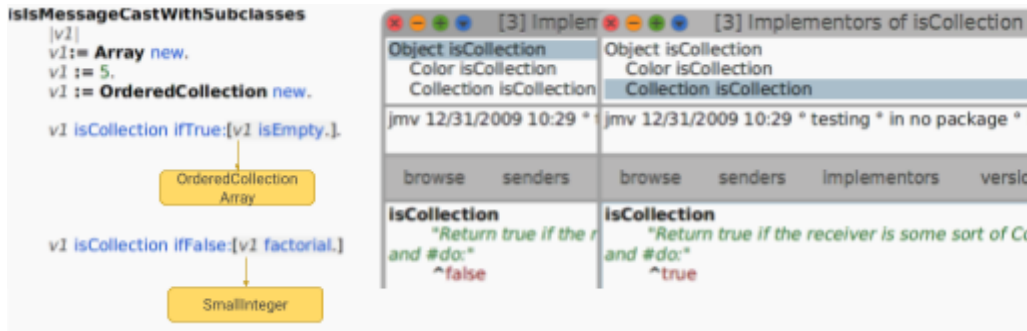 isIsMessageCastWithSubclasses
|v1|
v1:= Array new.
v1 := 5.
v1 := OrderedCollection new.
v1 isCollection ifTrue:[v1 isEmpty.].
OrderedCollection
Array
v1 isCollection ifFalse:[v1 factorial.]
SmallInteger
[3] Implemen
Object isCollection
Color isCollection
Collection isCollection
jmv 12/31/2009 10:29 *
browse senders
isCollection
"Return true if the r
and #do:"
^false
[3] Implementors of isCollection
Object isCollection
Color isCollection
Collection isCollection
jmv 12/31/2009 10:29 * testing * in no package *
browse senders implementors versio
isCollection
"Return true if the receiver is some sort of Co
and #do:"
^true